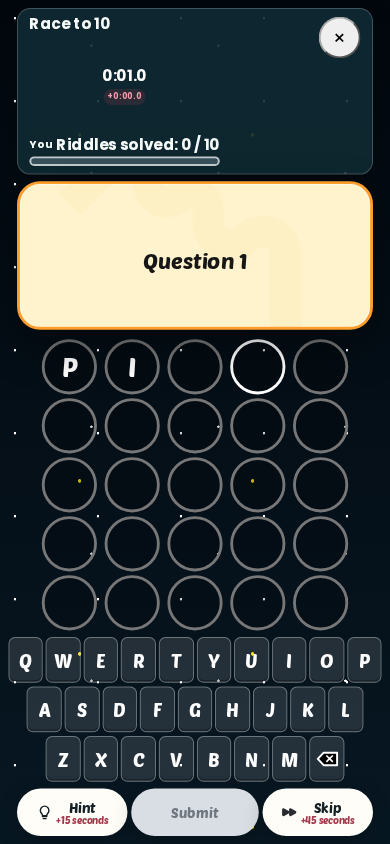 Race to 10
×
0:01.0
+0:00.0
You Riddles solved: 0 / 10
Question 1
P I
Q W E R T Y U I O P
A S D F G H J K L
Z X C V B N M
Hint Submit Skip
+15 seconds +45 seconds